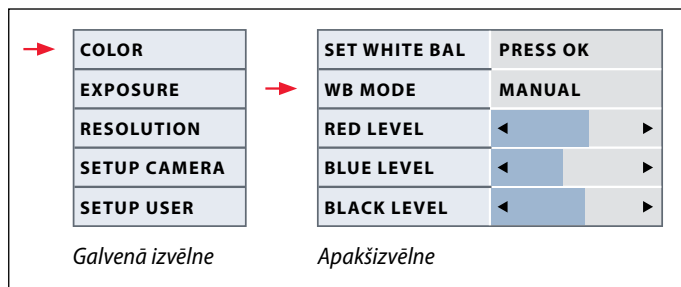 COLOR
EXPOSURE
RESOLUTION
SETUP CAMERA
SETUP USER
Galvenā izvēlne
SET WHITE BAL PRESS OK
WB MODE MANUAL
RED LEVEL
BLUE LEVEL
BLACK LEVEL
Apakšizvēlne